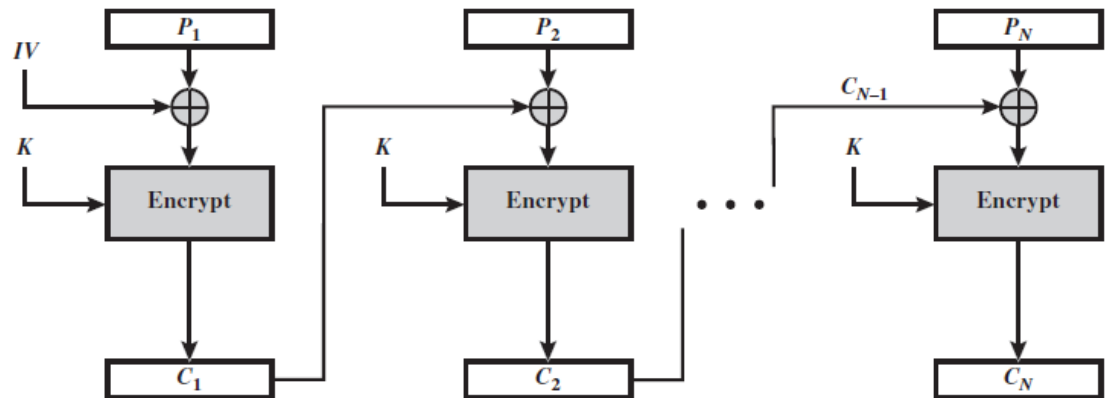 P1 P2 PN
IV
CN–1
K K K
Encrypt Encrypt Encrypt
• • •
C1 C2 CN